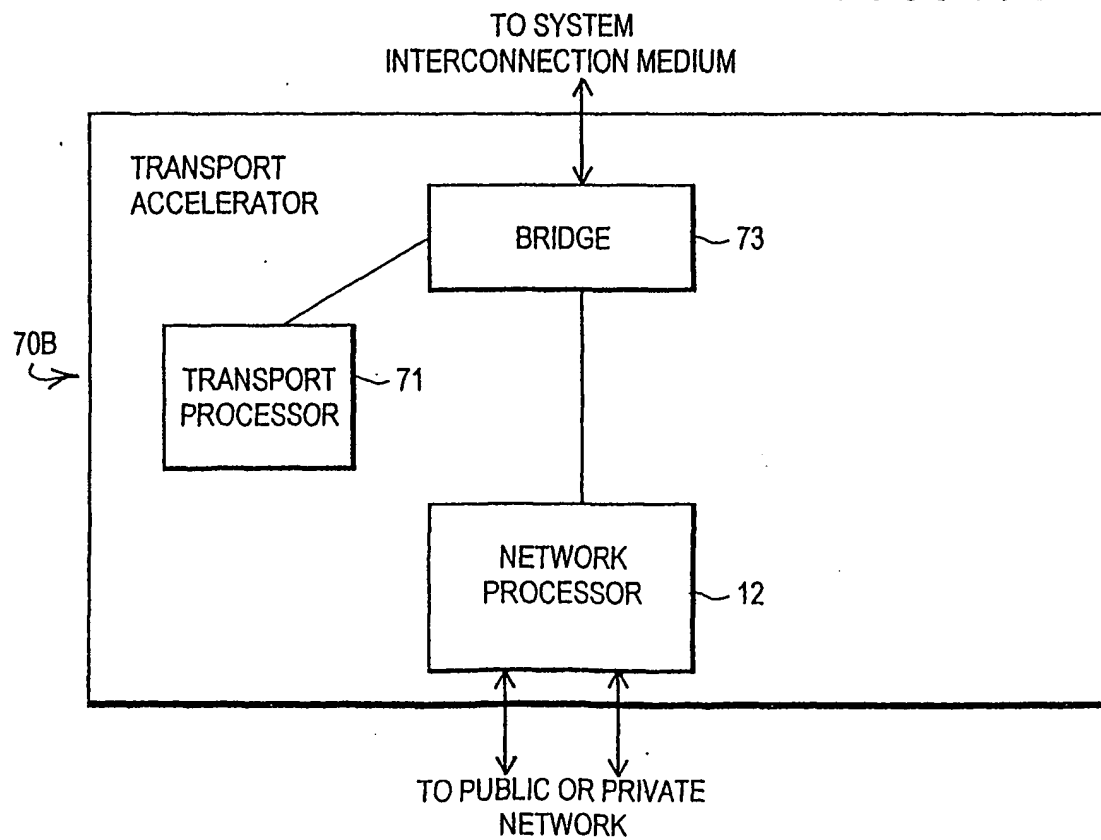 TO SYSTEM
INTERCONNECTION MEDIUM
TRANSPORT
ACCELERATOR
BRIDGE
73
70B
TRANSPORT
PROCESSOR
71
NETWORK
PROCESSOR
12
TO PUBLIC OR PRIVATE
NETWORK